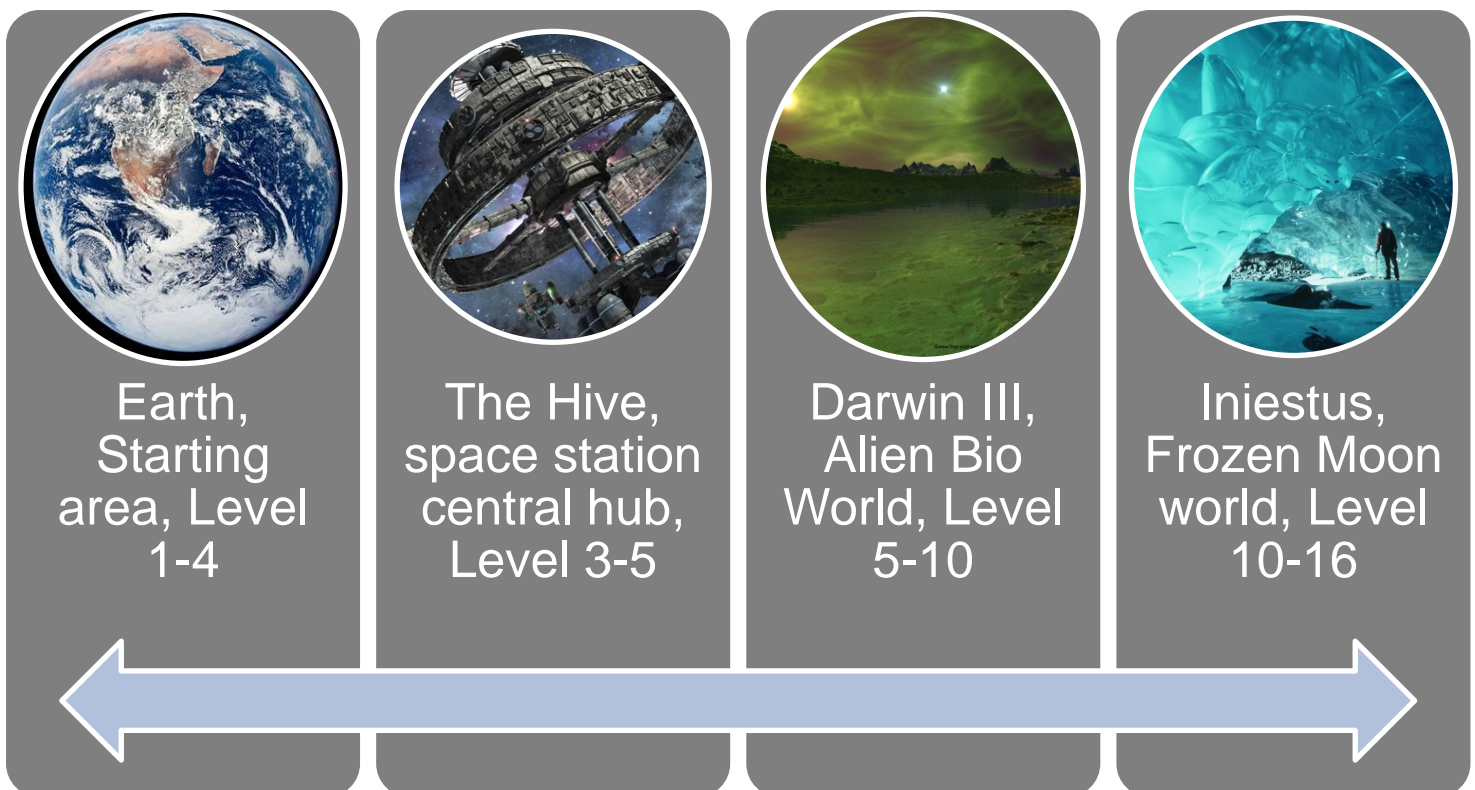 Earth,
Starting
area, Level
1-4
The Hive,
space station
central hub,
Level 3-5
Darwin III,
Alien Bio
World, Level
5-10
Iniestus,
Frozen Moon
world, Level
10-16